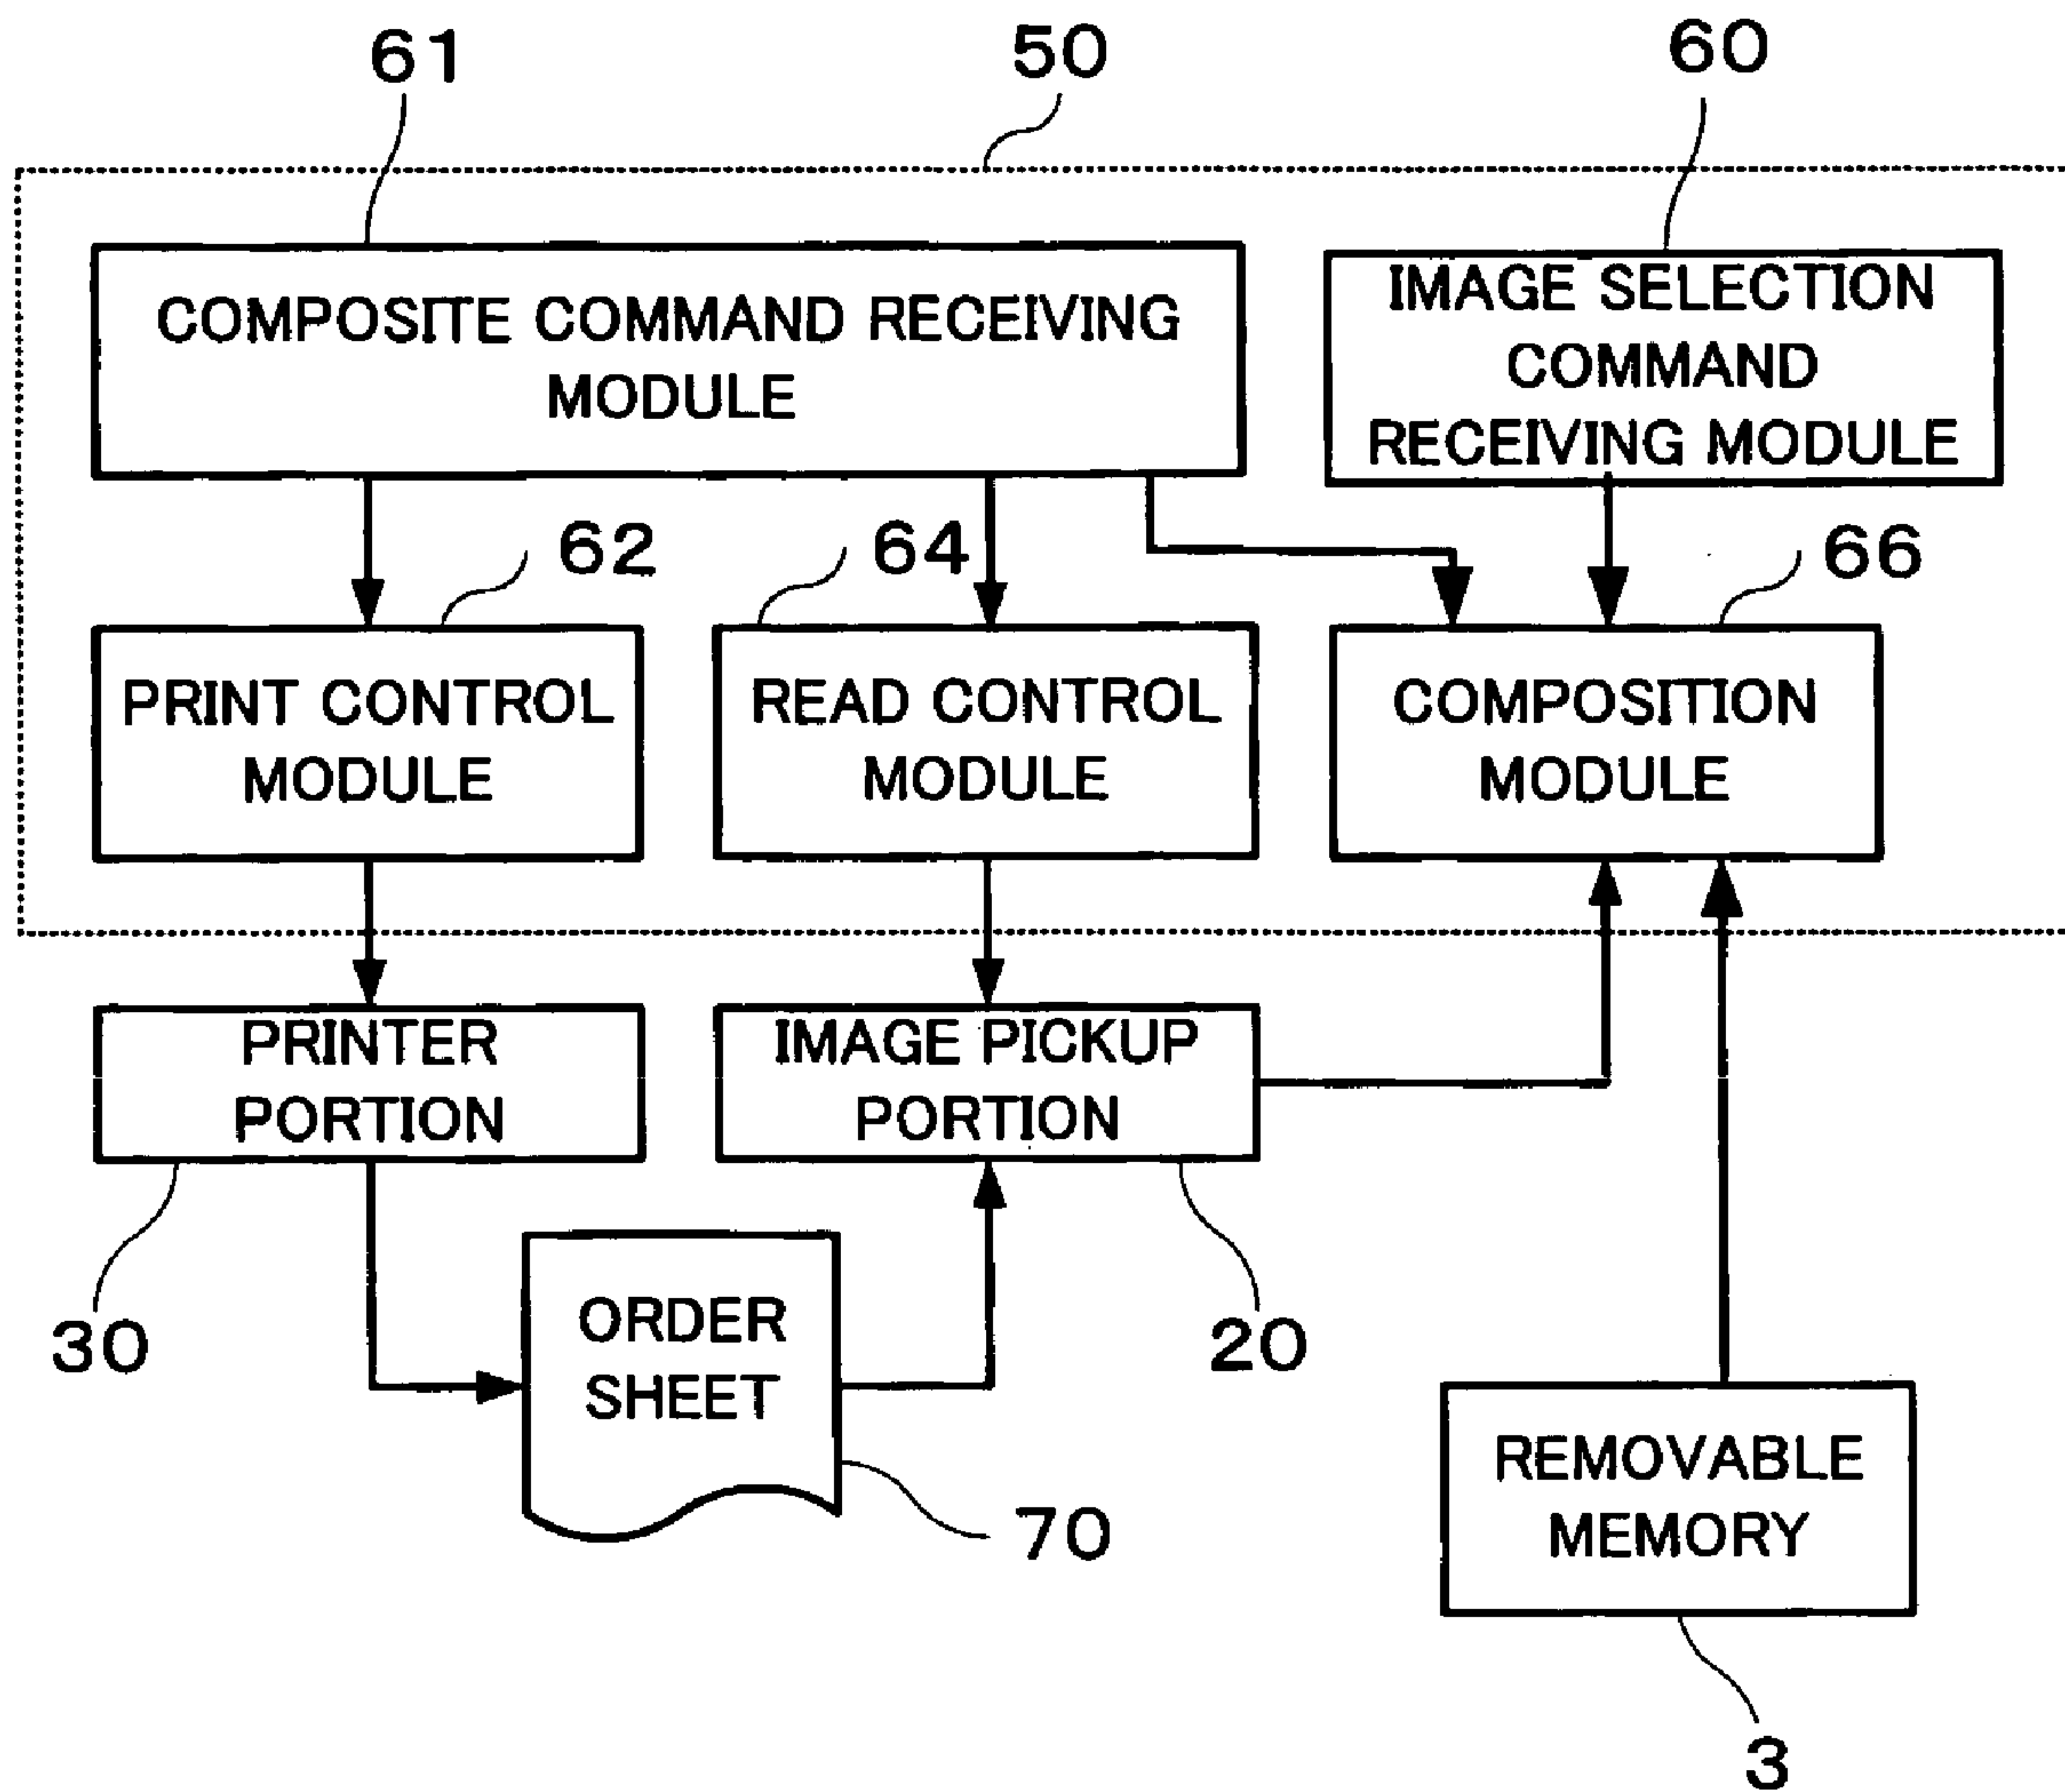 61
50
60
COMPOSITE COMMAND RECEIVING
MODULE
IMAGE SELECTION
COMMAND
RECEIVING MODULE
62
64
66
PRINT CONTROL
MODULE
READ CONTROL
MODULE
COMPOSITION
MODULE
PRINTER
PORTION
IMAGE PICKUP
PORTION
30
ORDER
SHEET
20
70
REMOVABLE
MEMORY
3